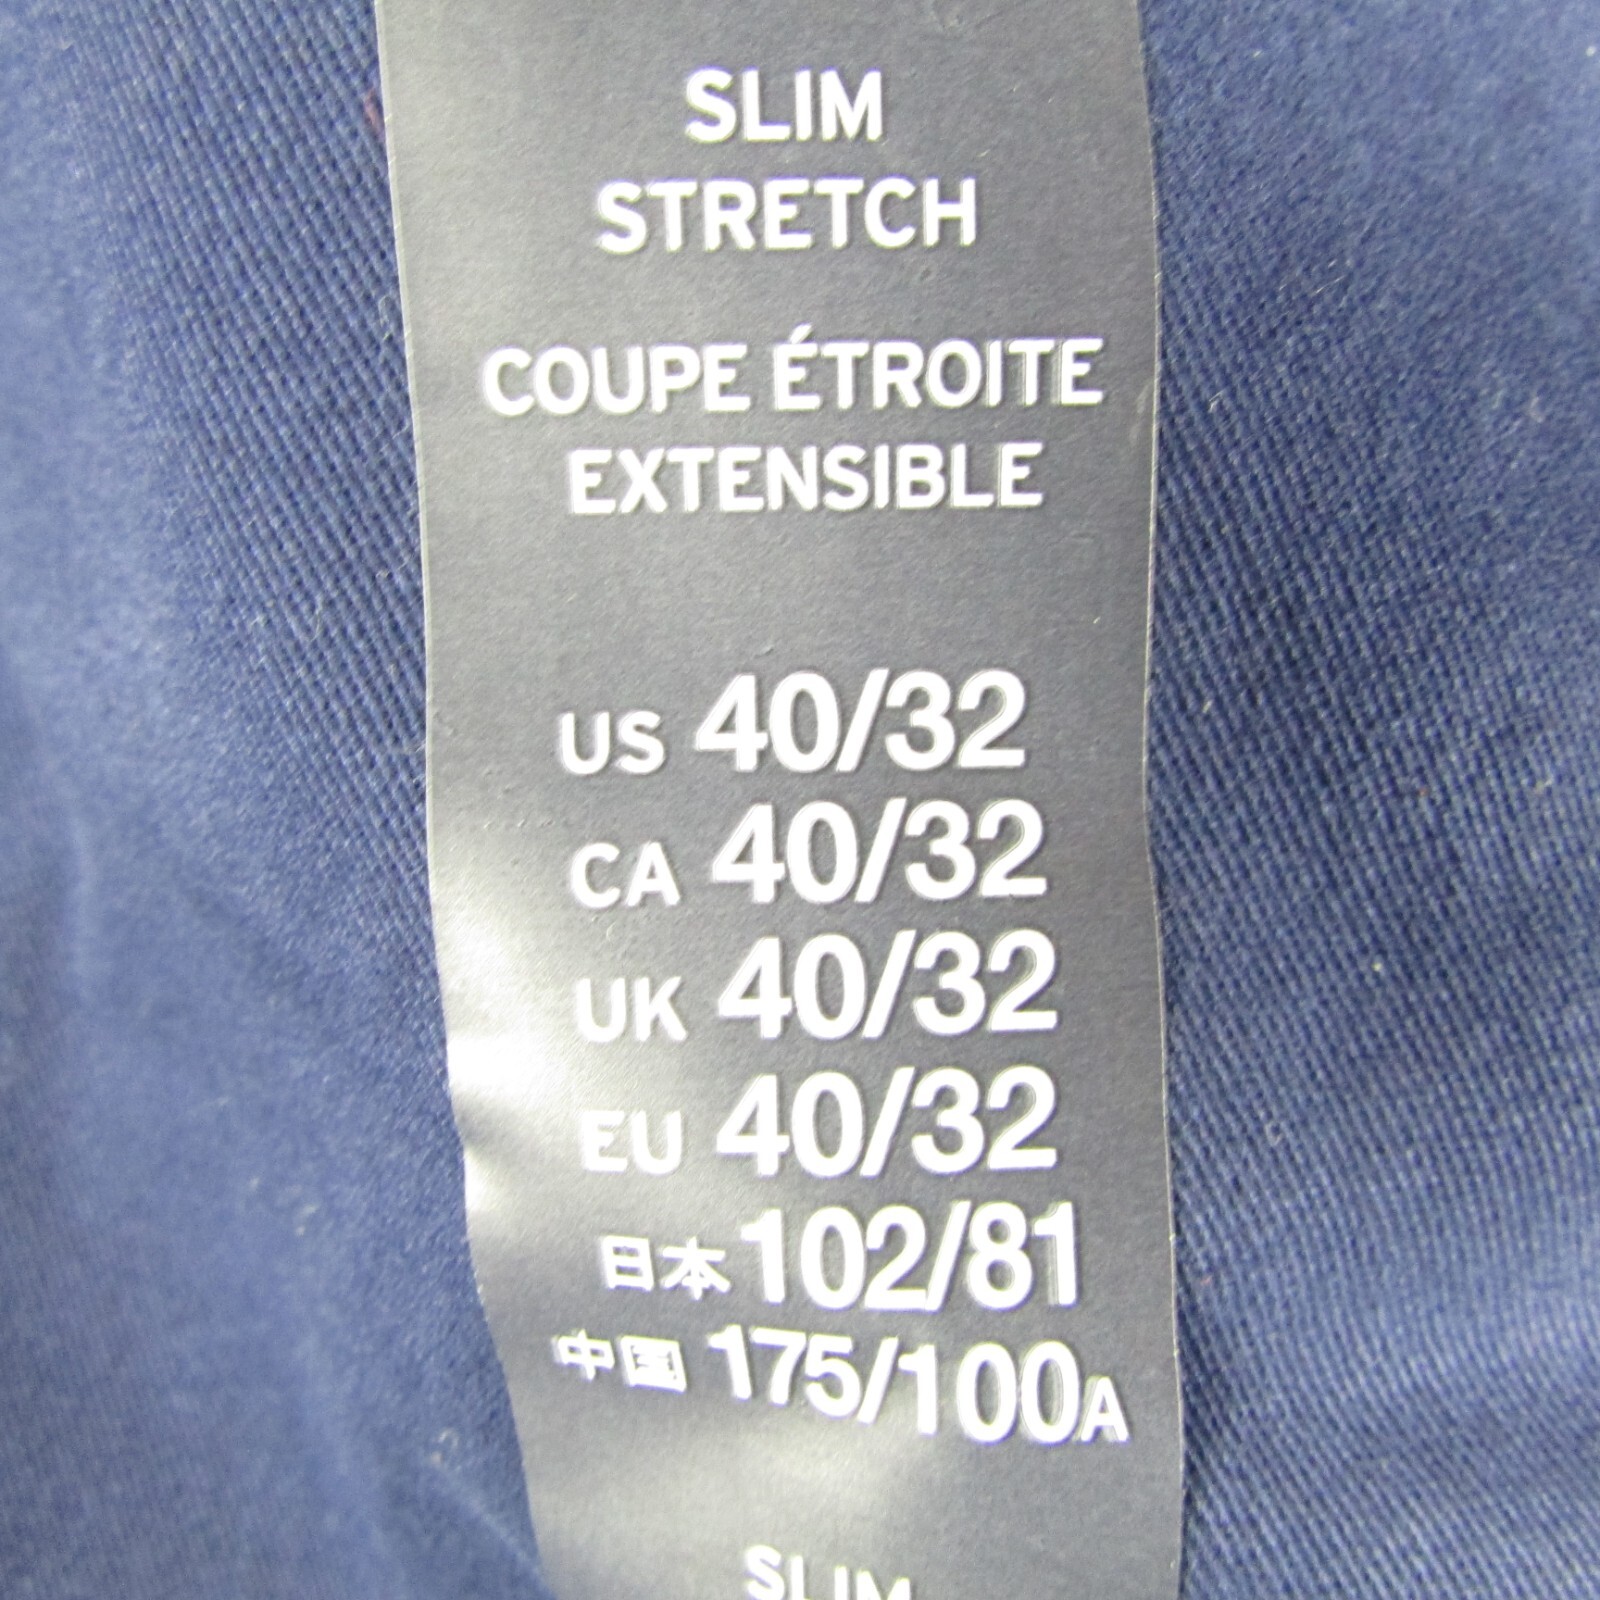 SLIM
STRETCH
COUPE ÉTROITE
EXTENSIBLE
US 40/32
CA 40/32
UK 40/32
EU 40/32
日本 102/81
中国 175/100A
SLIM